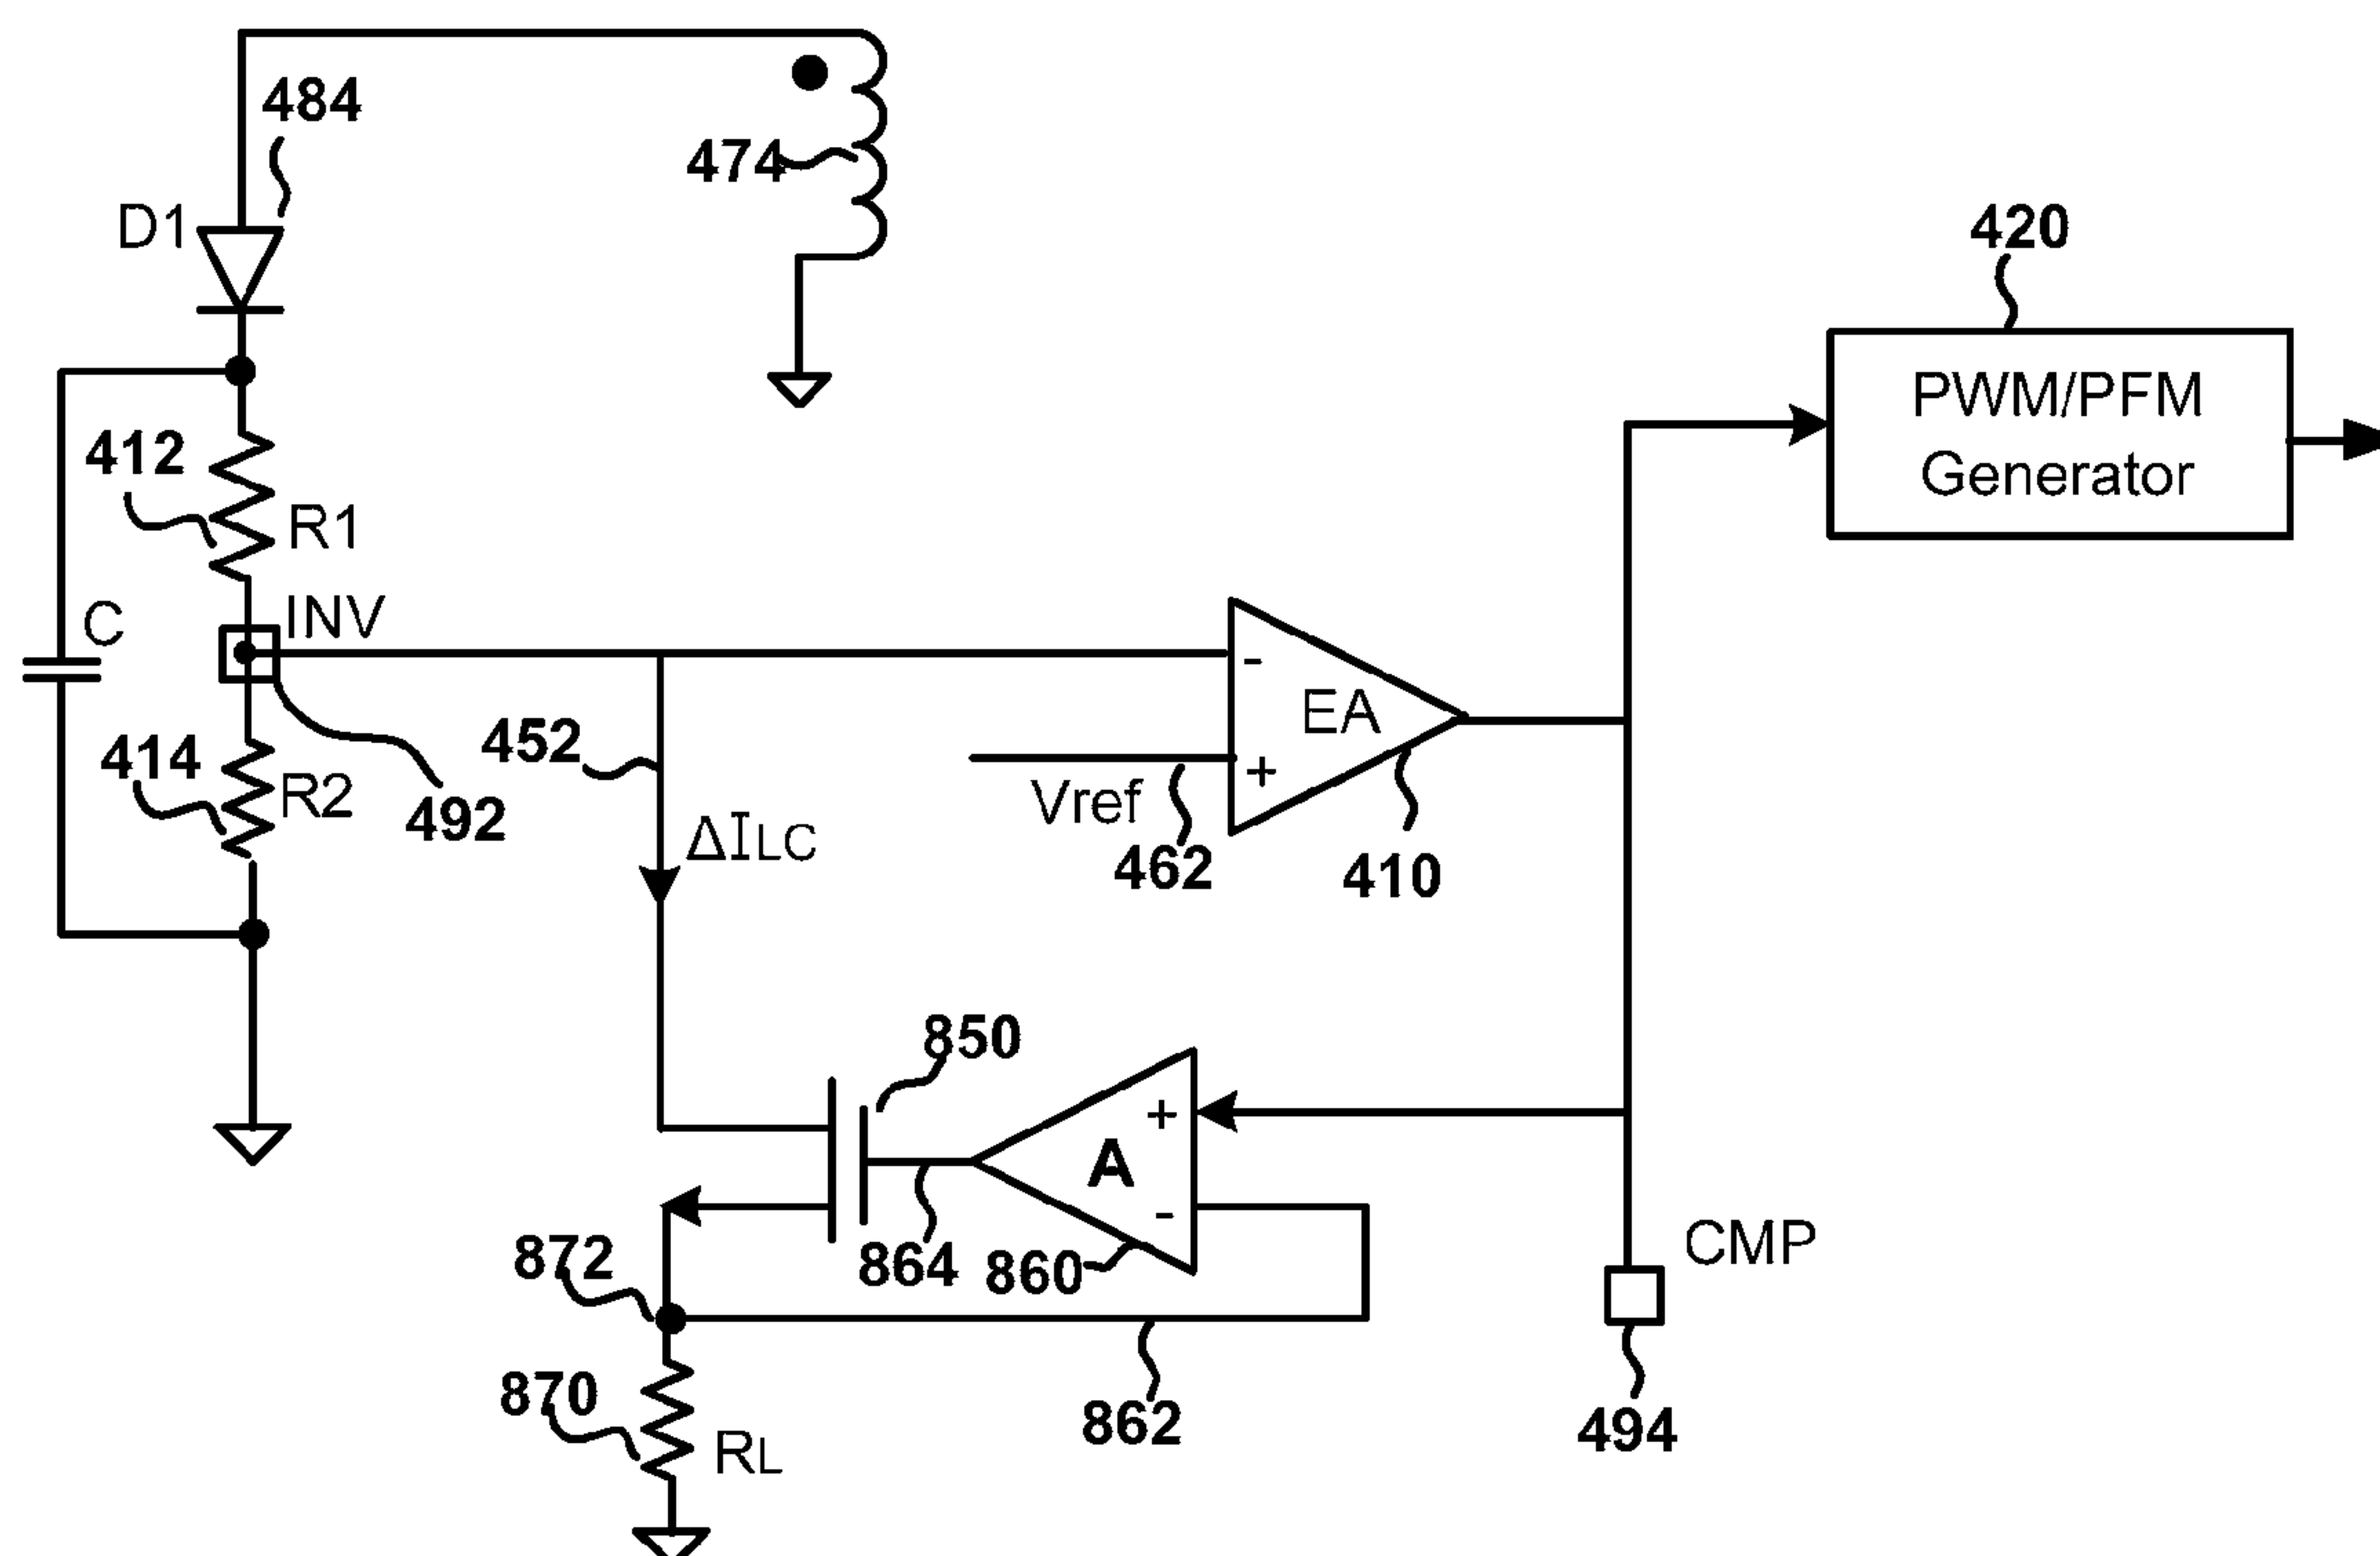 484
474
D1
420
PWM/PFM
Generator
412
R1
INV
C
-
EA
452
414
R2
+
492
Vref
ΔILC
462
410
850
+
A
-
872
864
860
CMP
870
862
494
RL